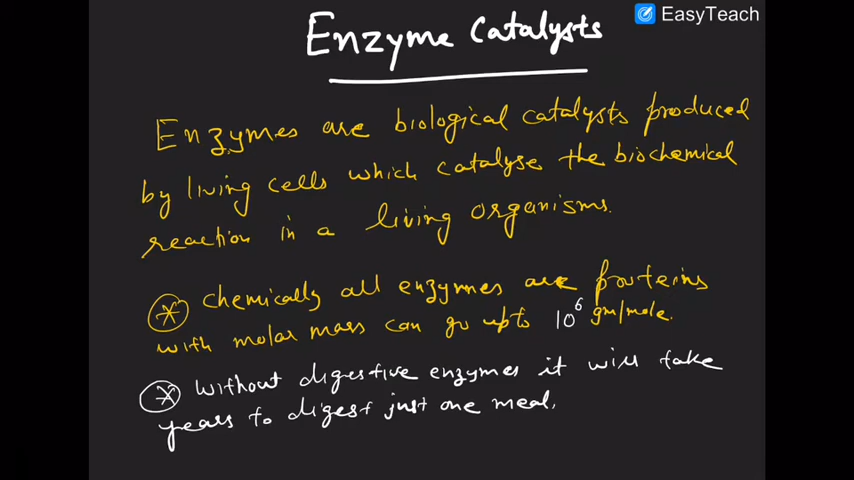 EasyTeach
Enzyme Catalysts
Enzymes are biological catalysts produced
by living cells which catalyse the biochemical
reaction in a living organisms.
* Chemically all enzymes are proteins
with molar mass can go upto 10⁶ gm/mole.
* Without digestive enzymes it will take
years to digest just one meal.